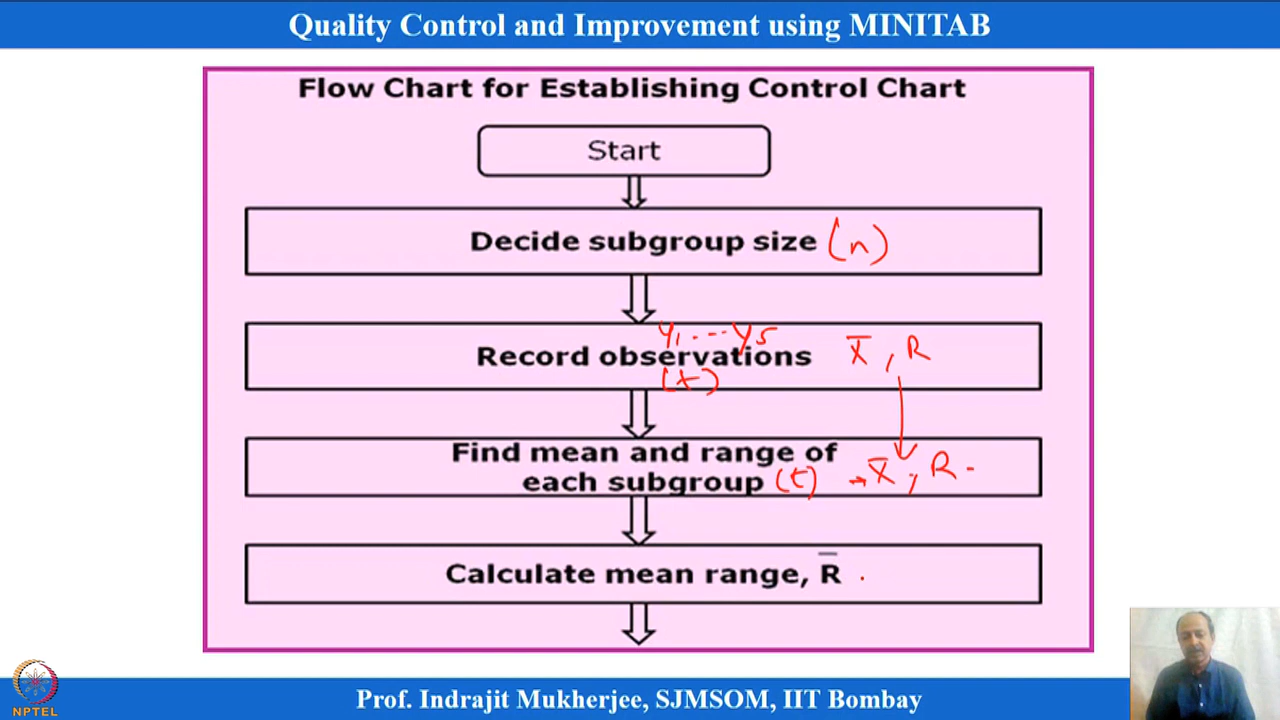 Quality Control and Improvement using MINITAB
Flow Chart for Establishing Control Chart
Start
Decide subgroup size (n)
y₁ . -- y₅
Record observations X̄ , R
(t)
Find mean and range of
each subgroup (t) → X̄ , R -
Calculate mean range, R̄ .
Prof. Indrajit Mukherjee, SJMSOM, IIT Bombay
NPTEL